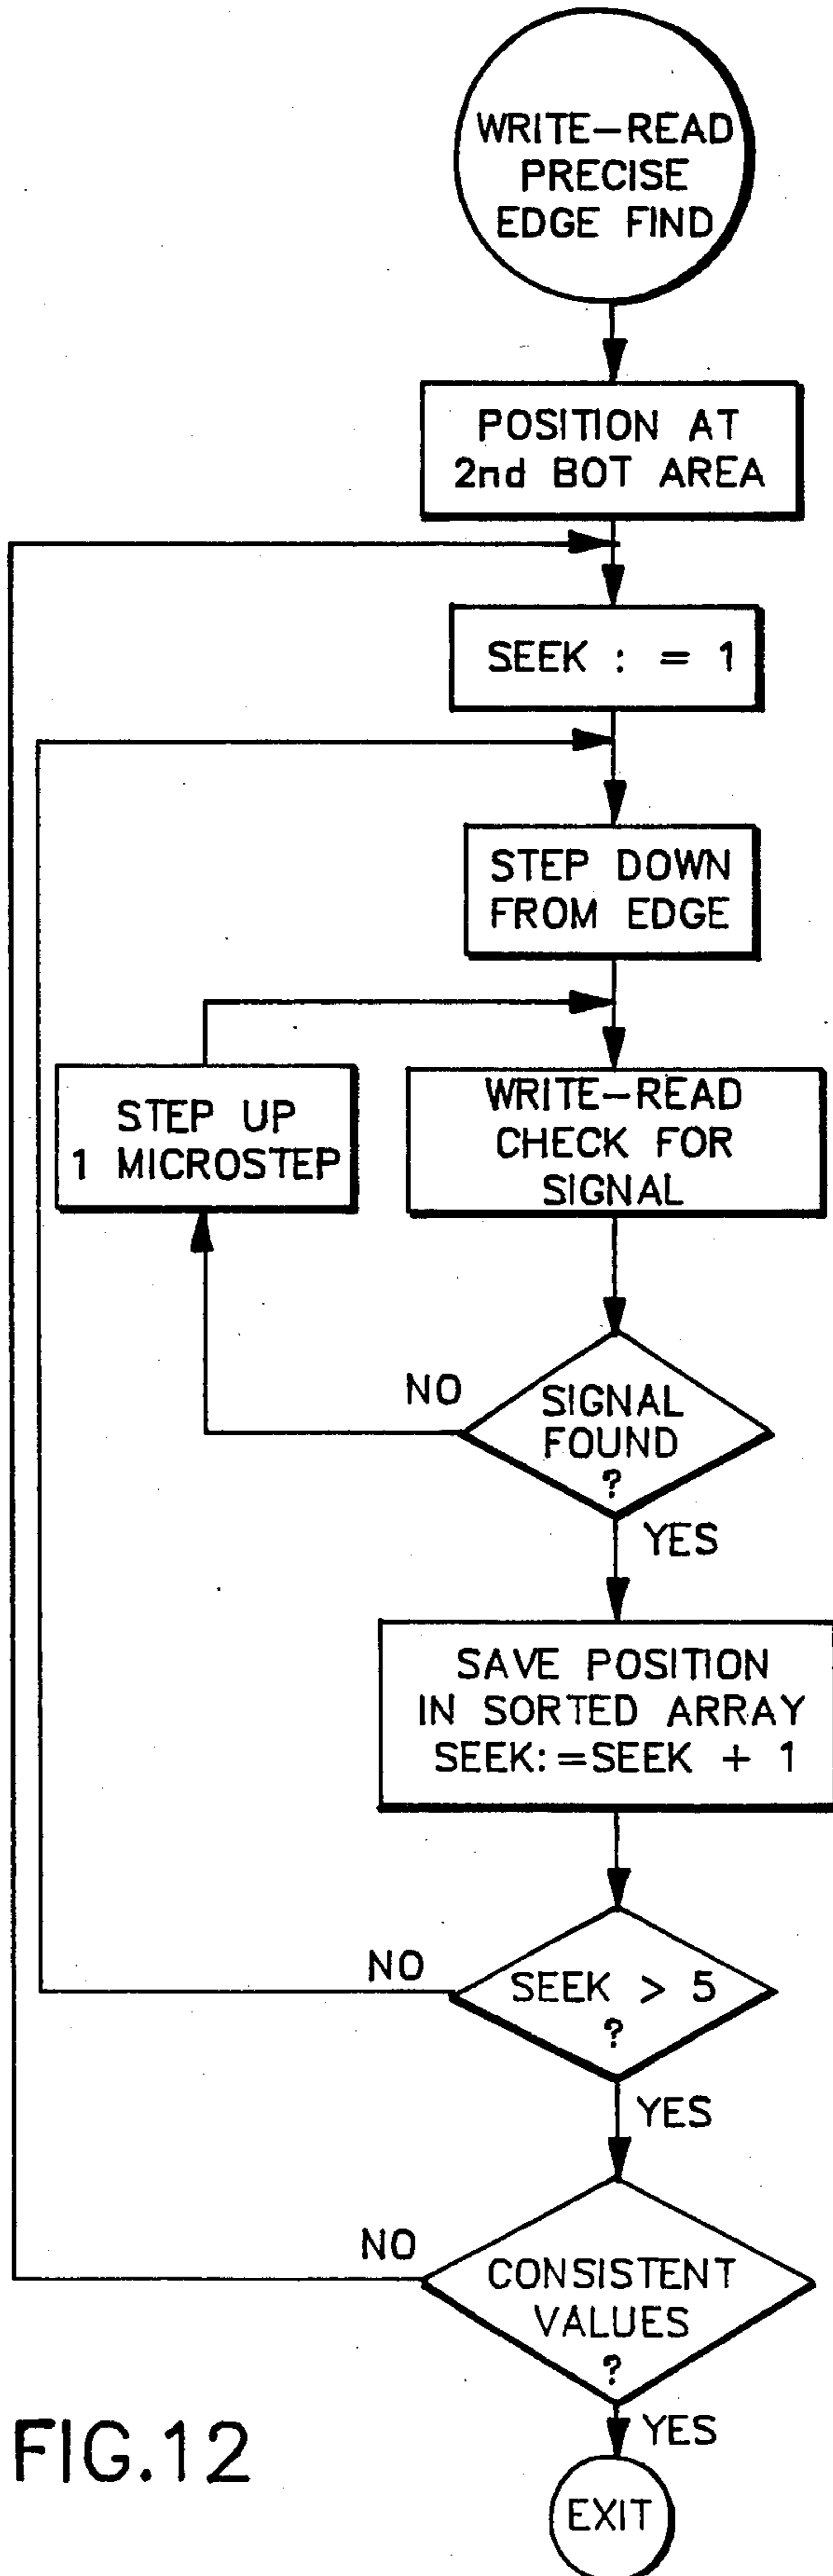 WRITE-READ
PRECISE
EDGE FIND
POSITION AT
2nd BOT AREA
SEEK : = 1
STEP DOWN
FROM EDGE
STEP UP
1 MICROSTEP
WRITE-READ
CHECK FOR
SIGNAL
NO
SIGNAL
FOUND
?
YES
SAVE POSITION
IN SORTED ARRAY
SEEK:=SEEK + 1
NO
SEEK > 5
?
YES
NO
CONSISTENT
VALUES
?
YES
EXIT
FIG.12